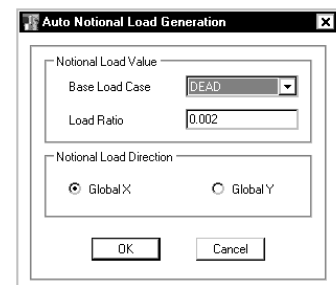 Auto Notional Load Generation
Notional Load Value
Base Load Case DEAD
Load Ratio 0.002
Notional Load Direction
Global X Global Y
OK Cancel